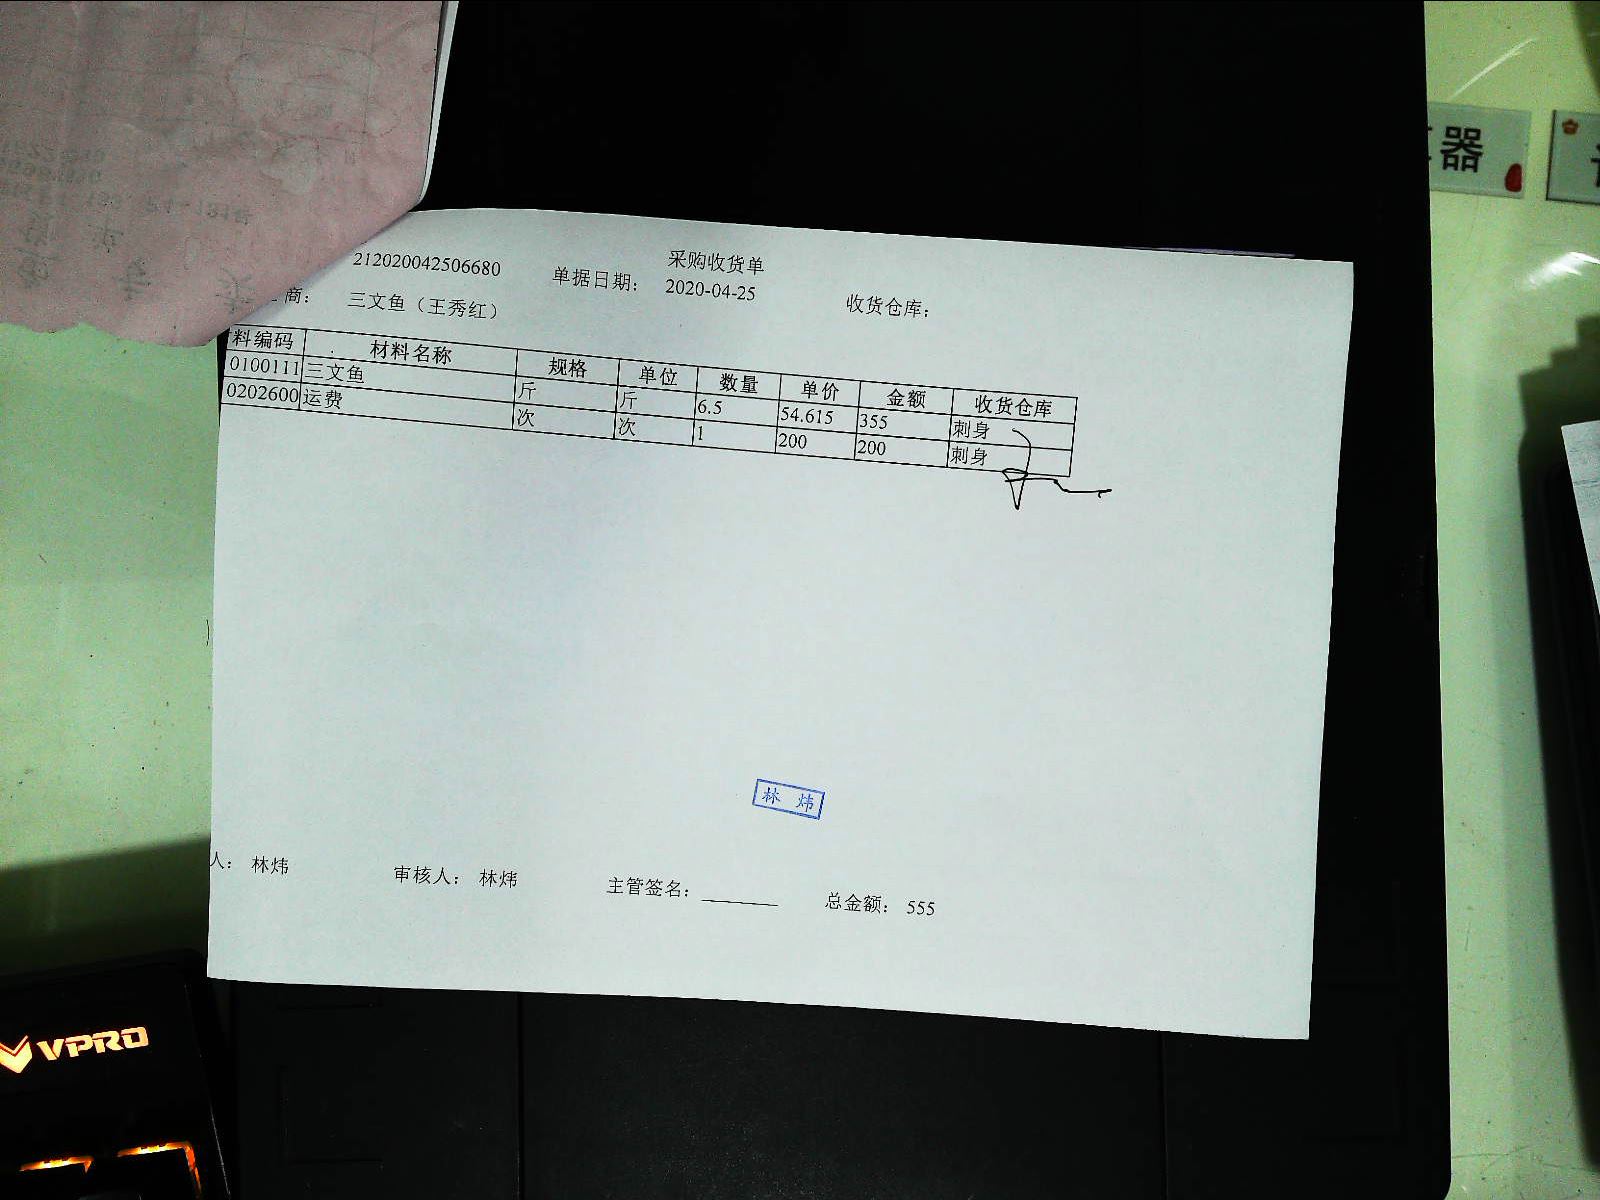 采购收货单
212020042506680 单据日期: 2020-04-25 收货仓库:
商: 三文鱼（王秀红）
料编码 材料名称 规格 单位 数量 单价 金额 收货仓库
0100111 三文鱼 斤 斤 6.5 54.615 355 刺身
0202600 运费 次 次 1 200 200 刺身
林 炜
人: 林炜 审核人: 林炜 主管签名: 总金额: 555
器
VPRO